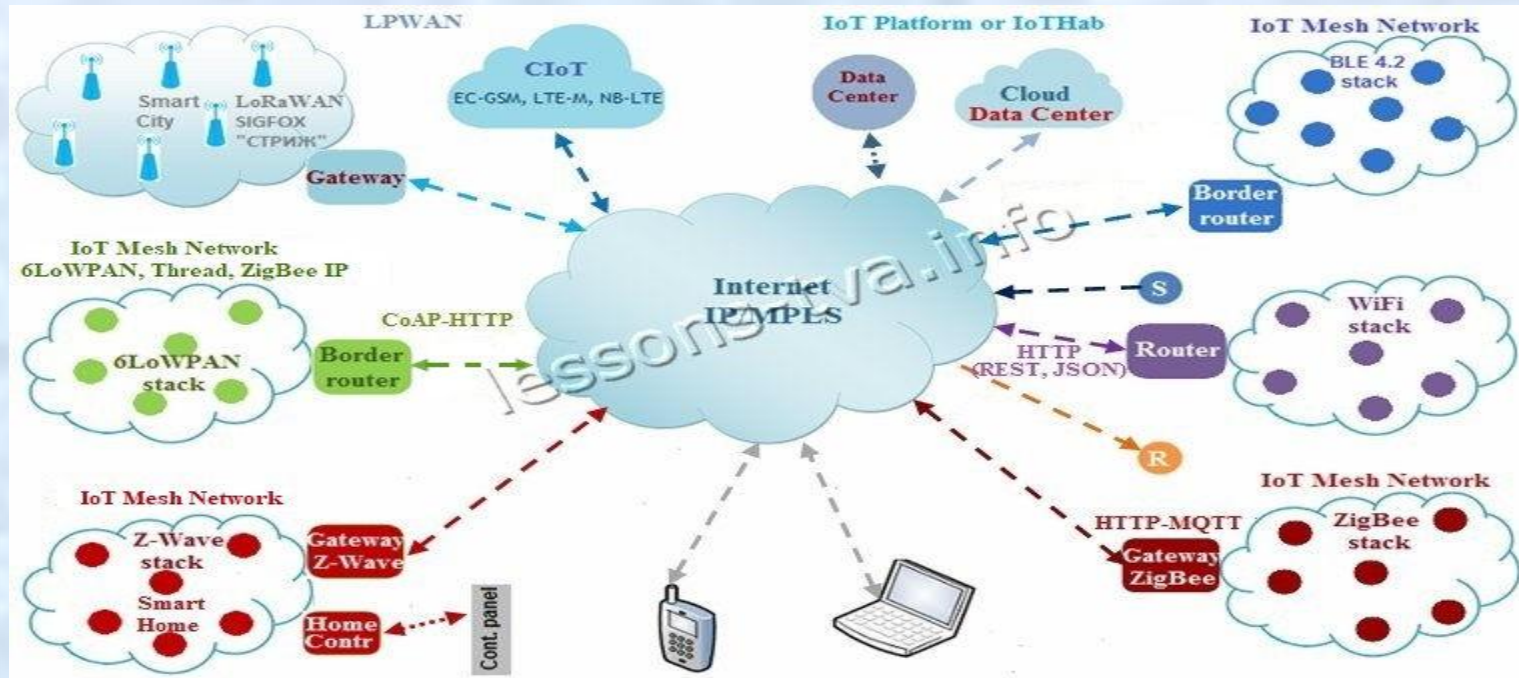 LPWAN
Smart
City
LoRaWAN
SIGFOX
"СТРИЖ"
Gateway
CIoT
EC-GSM, LTE-M, NB-LTE
IoT Platform or IoTHab
Data
Center
Cloud
Data Center
IoT Mesh Network
BLE 4.2
stack
Border
router
IoT Mesh Network
6LoWPAN, Thread, ZigBee IP
6LoWPAN
stack
Border
router
CoAP-HTTP
Internet
IP/MPLS
lessonsriva.info
S
WiFi
stack
Router
HTTP
(REST, JSON)
R
IoT Mesh Network
Z-Wave
stack
Smart
Home
Gateway
Z-Wave
Home
Contr
Cont. panel
IoT Mesh Network
HTTP-MQTT
Gateway
ZigBee
ZigBee
stack